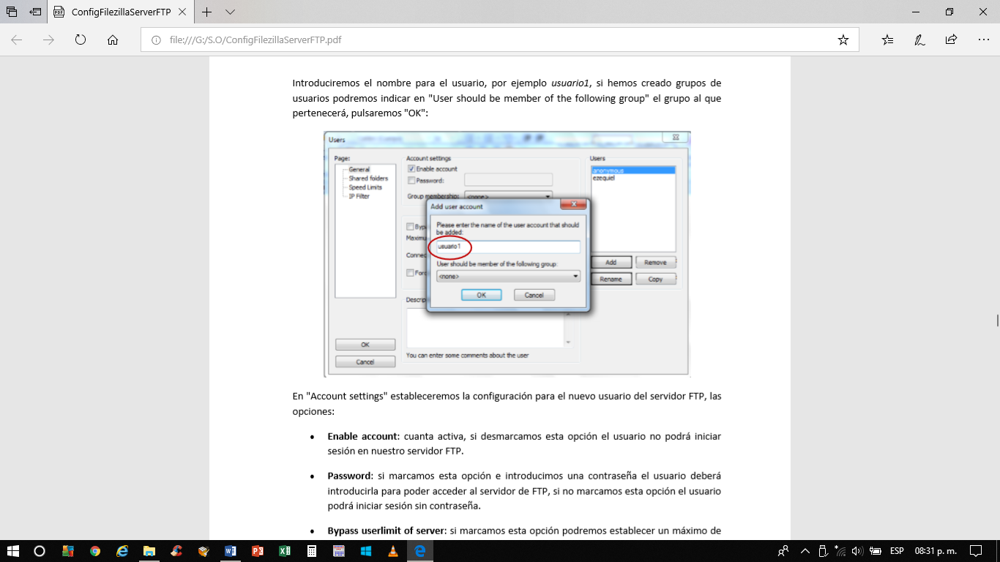 ConfigFilezillaServerFTP
file:///G:/S.O/ConfigFilezillaServerFTP.pdf
Introduciremos el nombre para el usuario, por ejemplo usuario1, si hemos creado grupos de
usuarios podremos indicar en "User should be member of the following group" el grupo al que
pertenecerá, pulsaremos "OK":
Users
Page:
General
Shared folders
Speed Limits
IP Filter
OK
Cancel
Account settings
Enable account
Password:
Group membership: <none>
Maximu
Connec
Forc
Descrip
You can enter some comments about the user
Add user account
Please enter the name of the user account that should
be added:
usuario1
User should be member of the following group:
<none>
OK
Cancel
Users
anonymous
ezequiel
Add
Remove
Rename
Copy
En "Account settings" estableceremos la configuración para el nuevo usuario del servidor FTP, las
opciones:
• Enable account: cuanta activa, si desmarcamos esta opción el usuario no podrá iniciar
sesión en nuestro servidor FTP.
• Password: si marcamos esta opción e introducimos una contraseña el usuario deberá
introducirla para poder acceder al servidor de FTP, si no marcamos esta opción el usuario
podrá iniciar sesión sin contraseña.
• Bypass userlimit of server: si marcamos esta opción podremos establecer un máximo de
ESP
08:31 p. m.